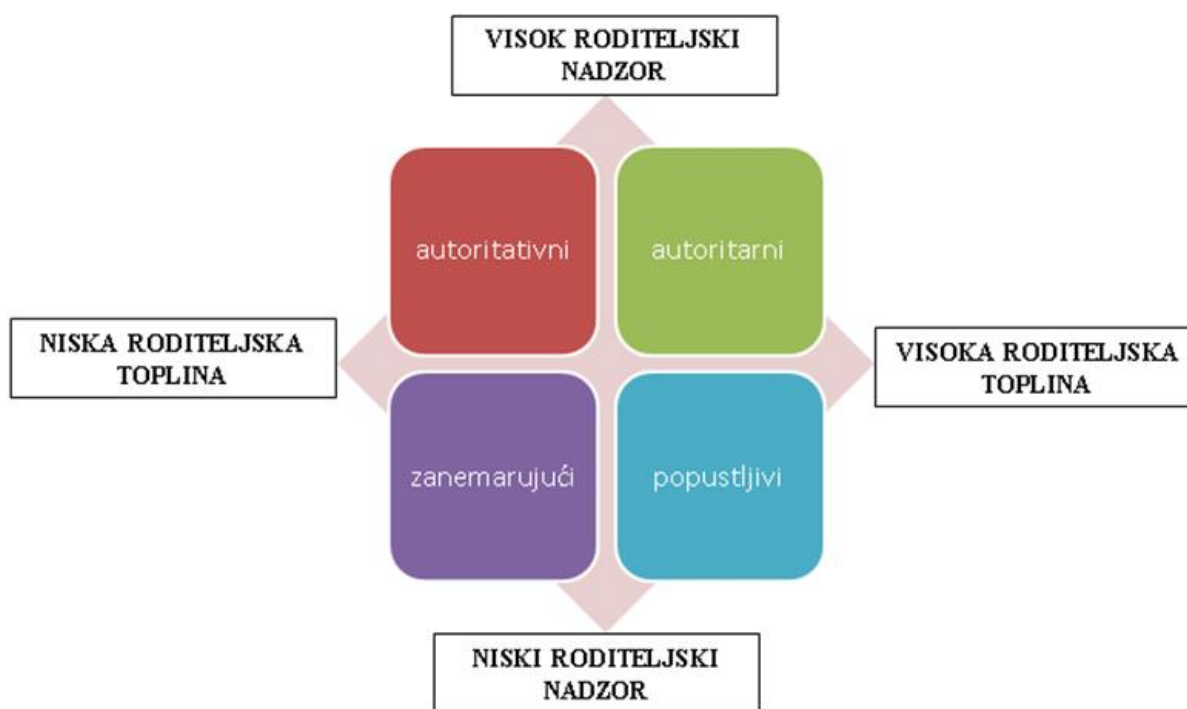 VISOK RODITELJSKI
NADZOR
autoritativni
autoritarni
NISKA RODITELJSKA
TOPLINA
VISOKA RODITELJSKA
TOPLINA
zanemarujući
popustljivi
NISKI RODITELJSKI
NADZOR